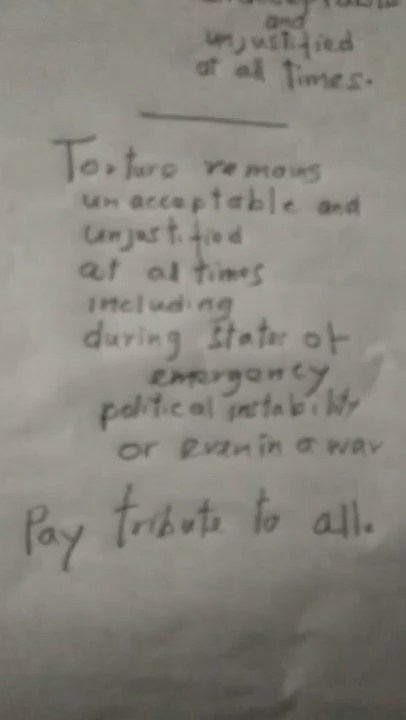 and
unjustified
at all times.
Torture remains
unacceptable and
unjustified
at al times
including
during states of
emergency
political instability
or even in a war
Pay tribute to all.